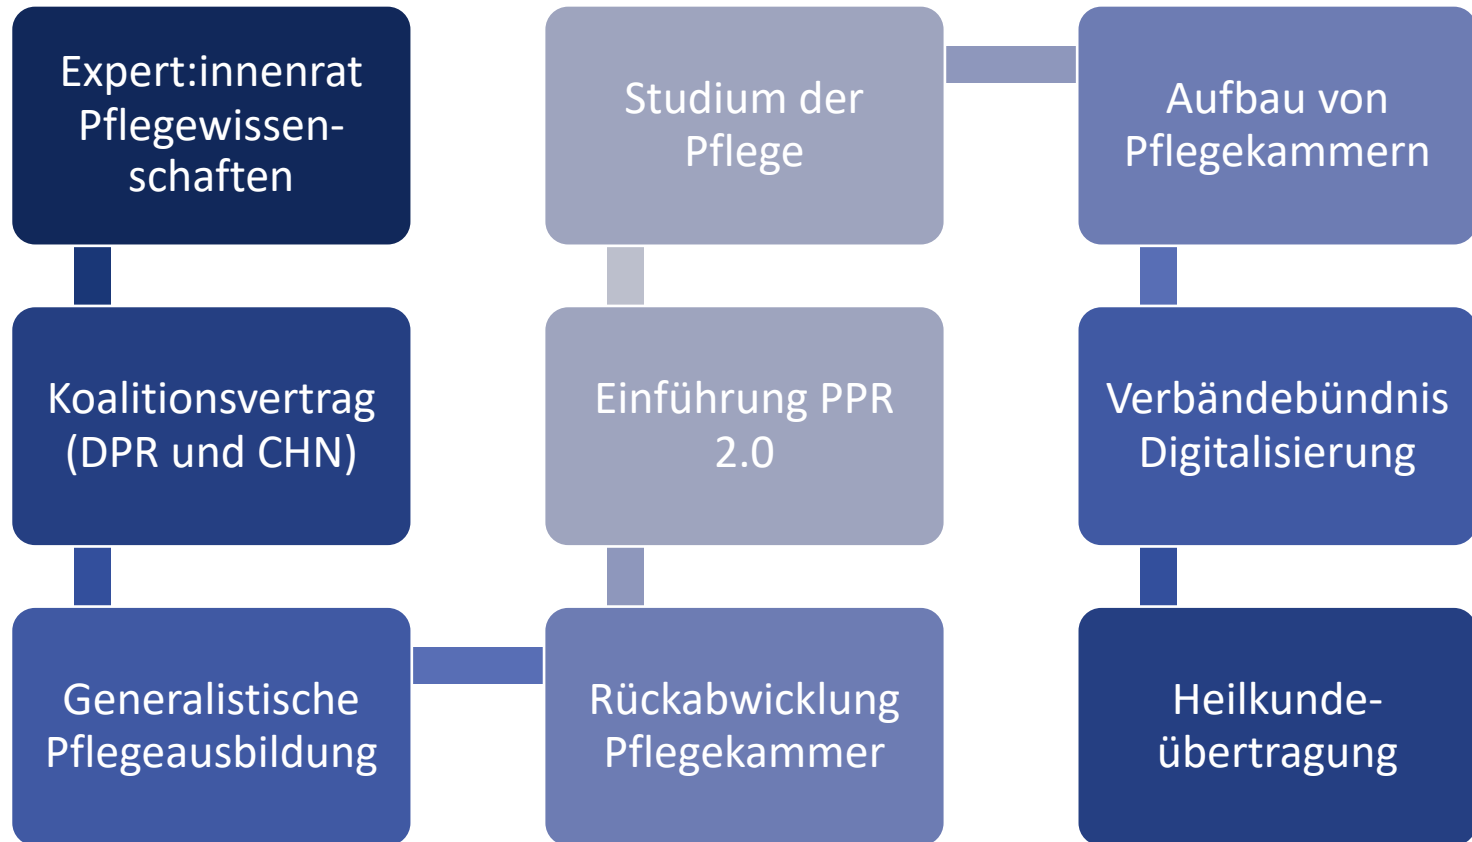 Expert:innenrat
Pflegewissen-
schaften
Koalitionsvertrag
(DPR und CHN)
Generalistische
Pflegeausbildung
Rückabwicklung
Pflegekammer
Einführung PPR
2.0
Studium der
Pflege
Aufbau von
Pflegekammern
Verbändebündnis
Digitalisierung
Heilkunde-
übertragung